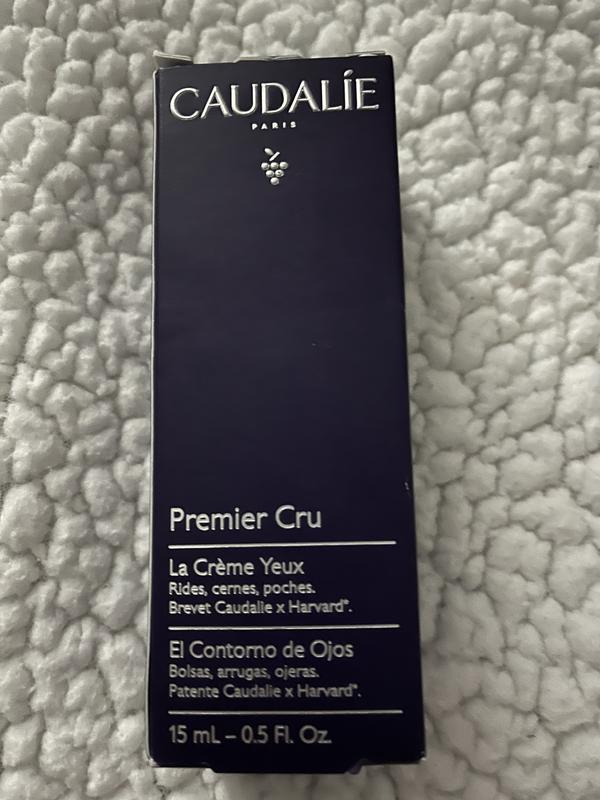 CAUDALÍE
PARIS
Premier Cru
La Crème Yeux
Rides, cernes, poches.
Brevet Caudalie x Harvard*.
El Contorno de Ojos
Bolsas, arrugas, ojeras.
Patente Caudalie x Harvard*.
15 mL – 0.5 Fl. Oz.